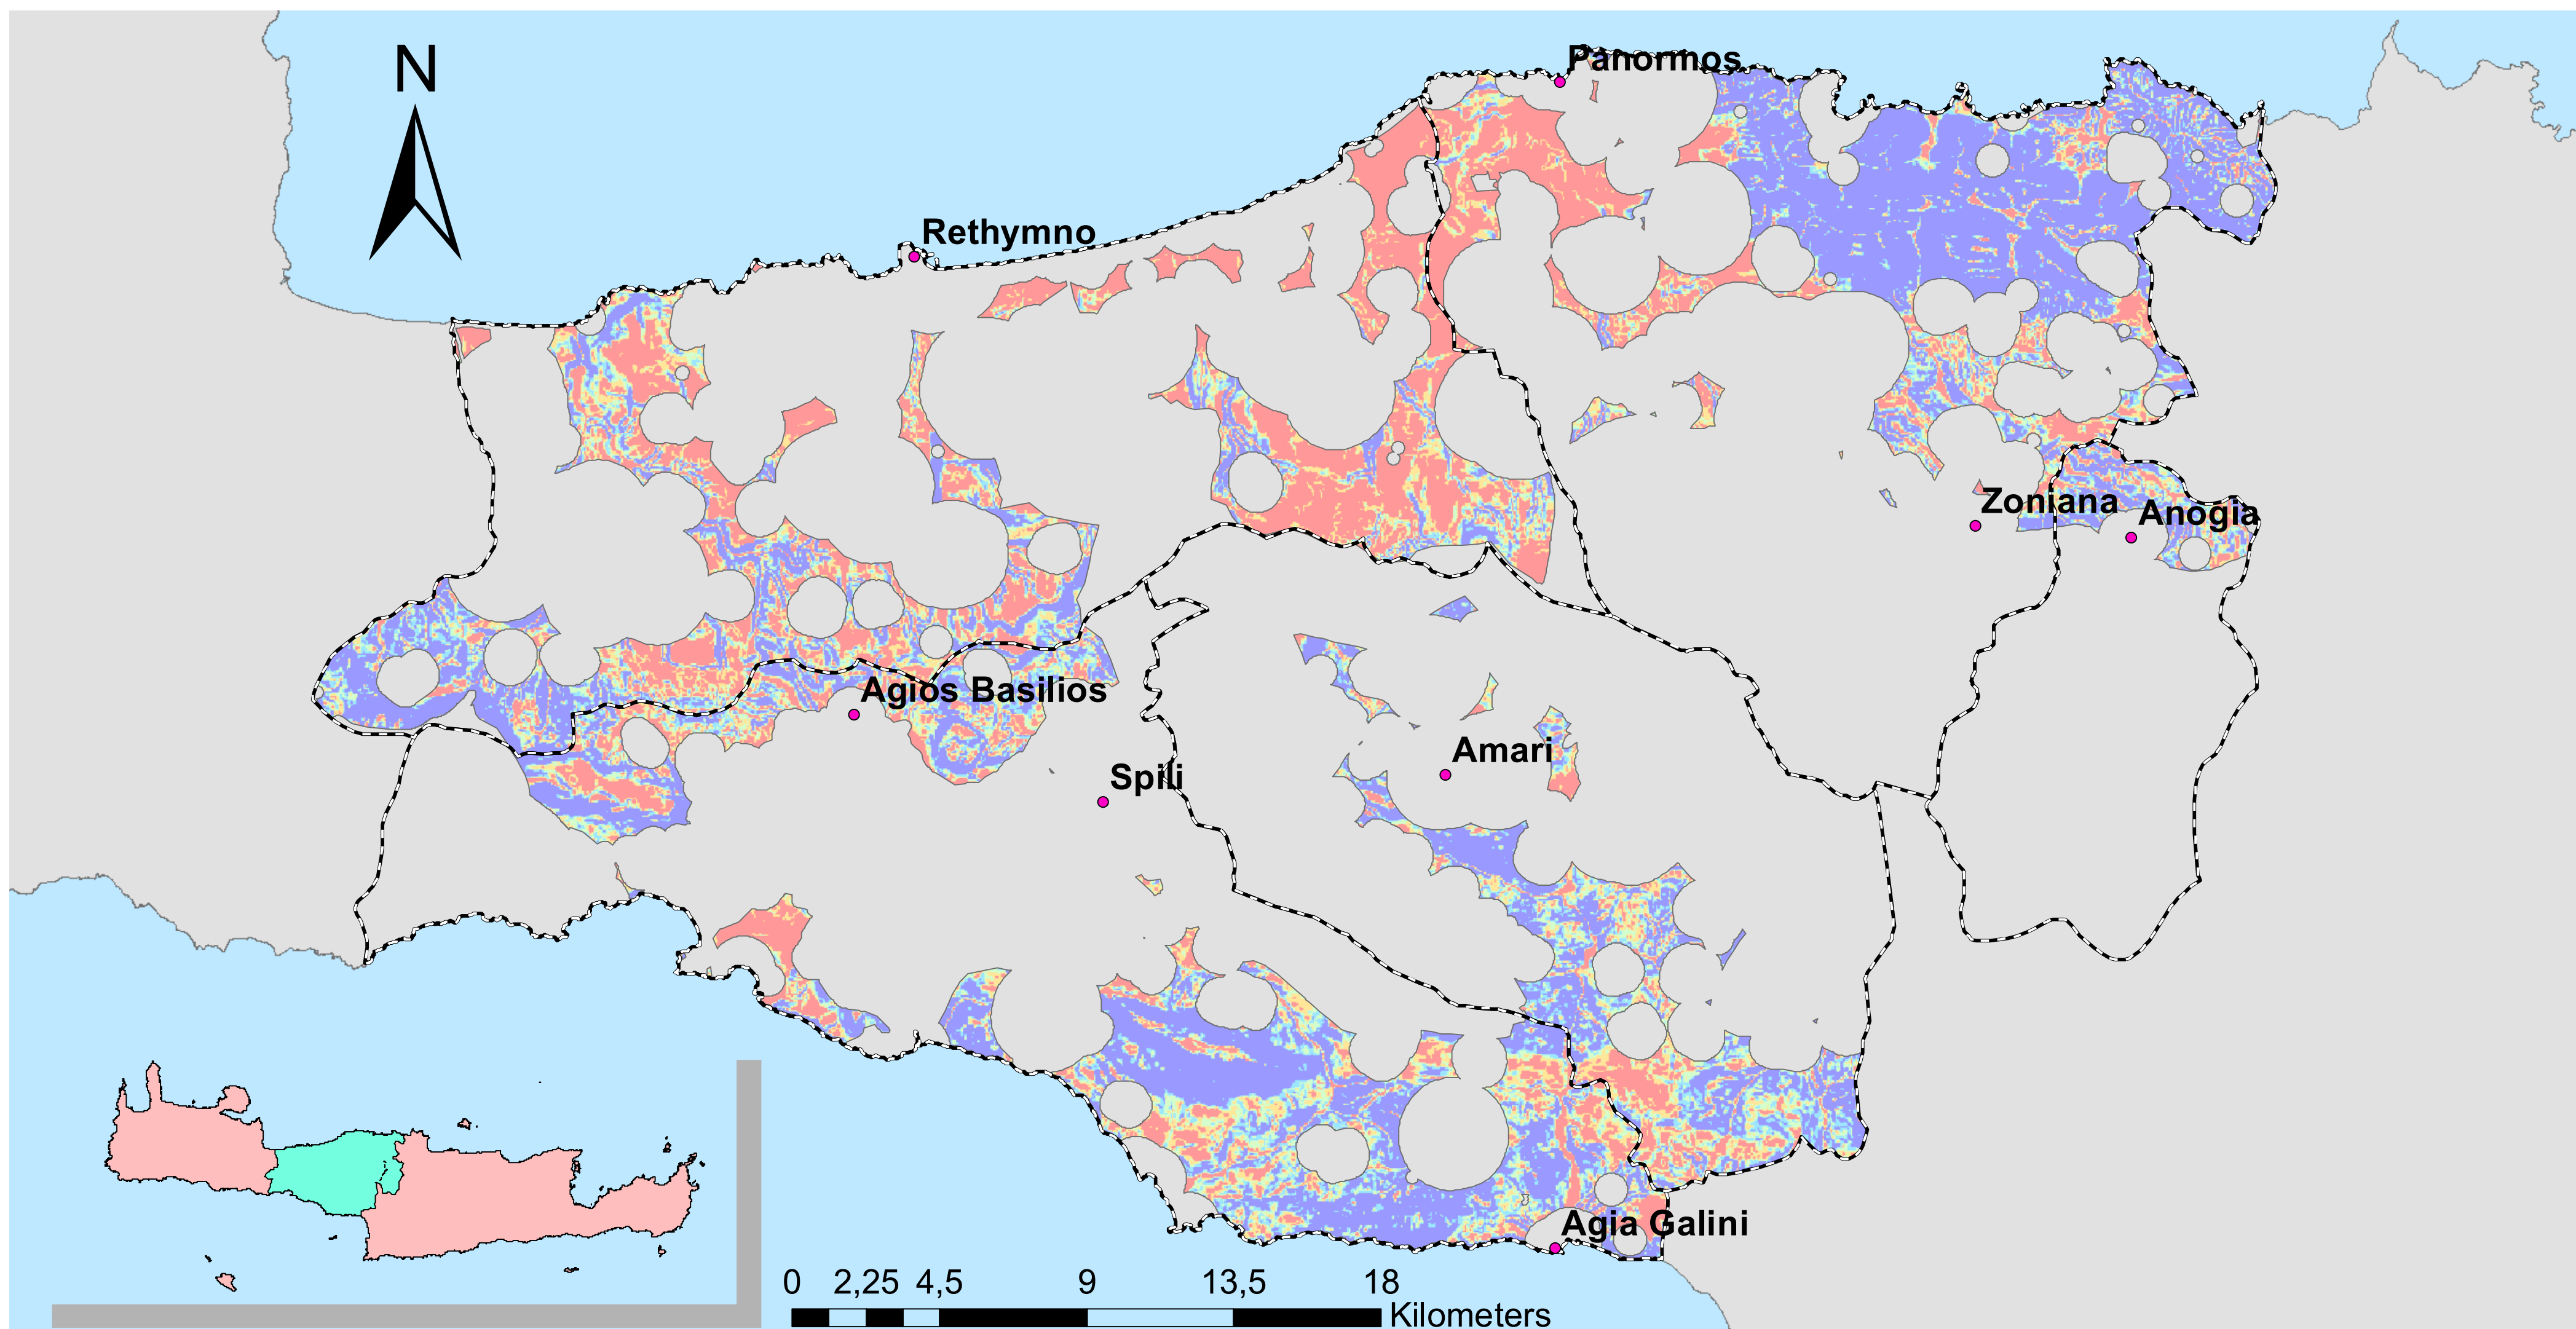 N
Panormos
Rethymno
Zoniana
Anogia
Agios Basilios
Amari
Spili
Agia Galini
0 2,25 4,5 9 13,5 18
Kilometers